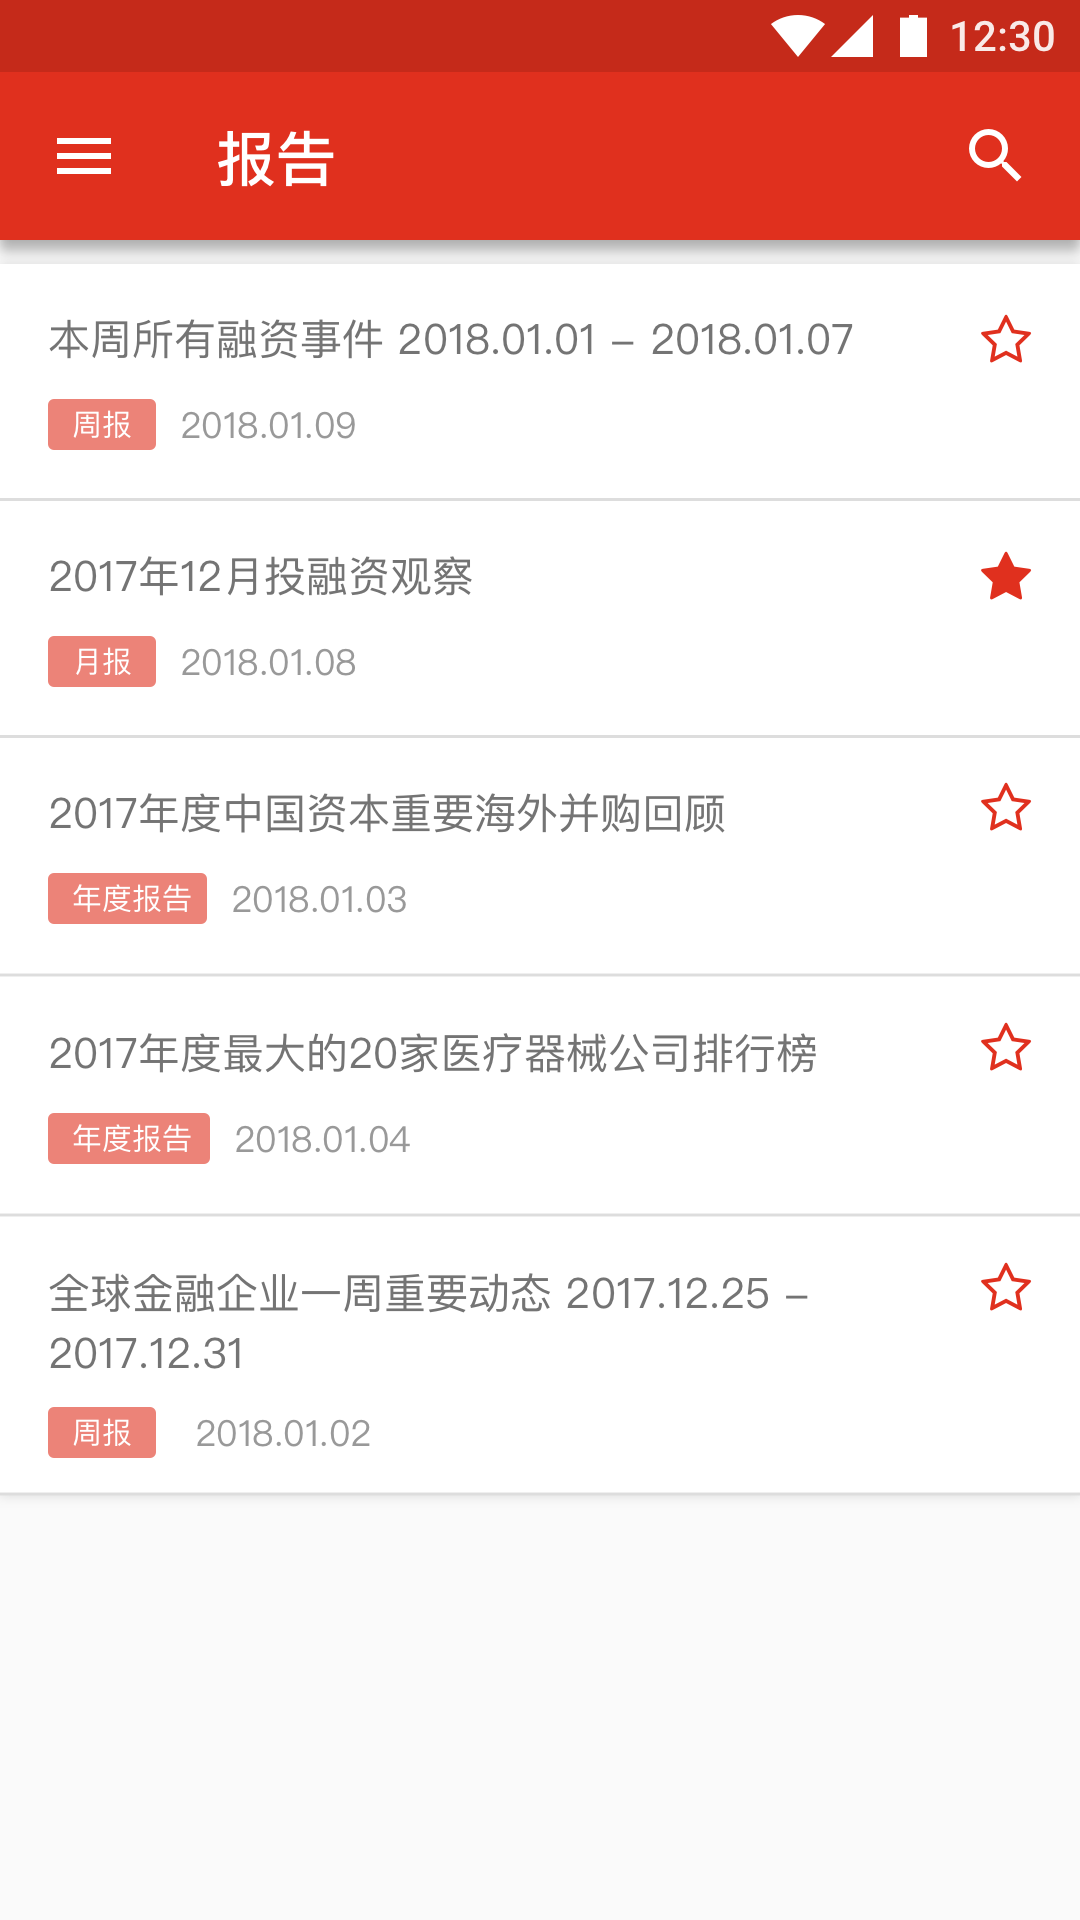 12:30
报告
本周所有融资事件 2018.01.01 – 2018.01.07
周报 2018.01.09
2017年12月投融资观察
月报 2018.01.08
2017年度中国资本重要海外并购回顾
年度报告 2018.01.03
2017年度最大的20家医疗器械公司排行榜
年度报告 2018.01.04
全球金融企业一周重要动态 2017.12.25 –
2017.12.31
周报 2018.01.02